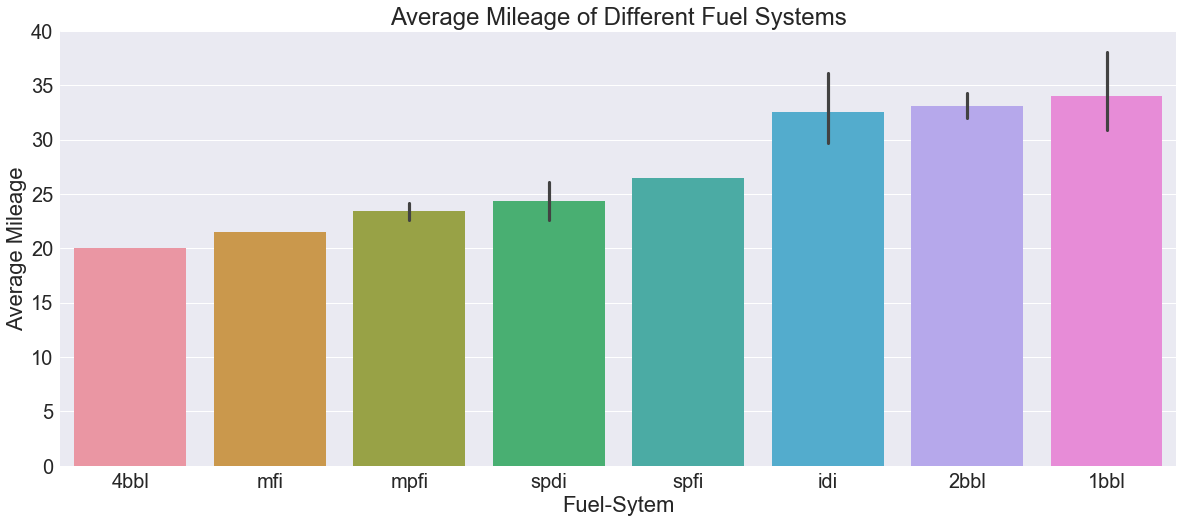 Average Mileage of Different Fuel Systems
Average Mileage
40
35
30
25
20
15
10
5
0
4bbl mfi mpfi spdi spfi idi 2bbl 1bbl
Fuel-Sytem